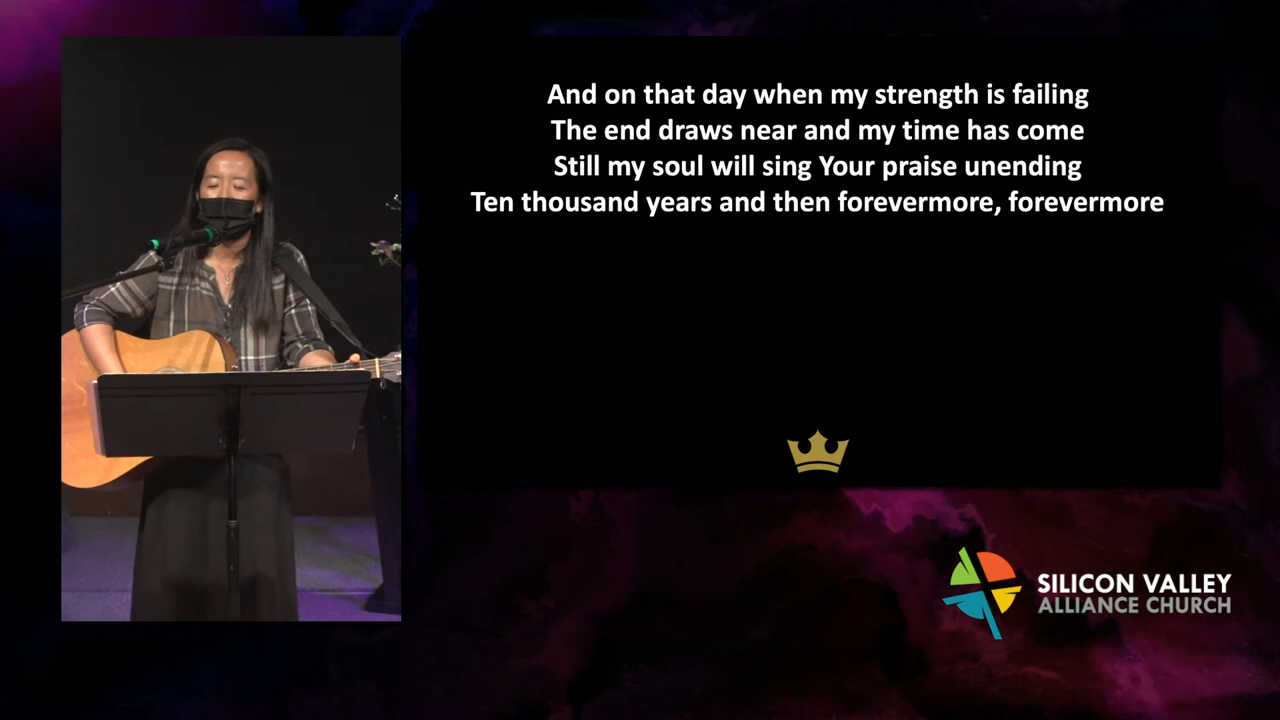 And on that day when my strength is failing
The end draws near and my time has come
Still my soul will sing Your praise unending
Ten thousand years and then forevermore, forevermore
SILICON VALLEY
ALLIANCE CHURCH